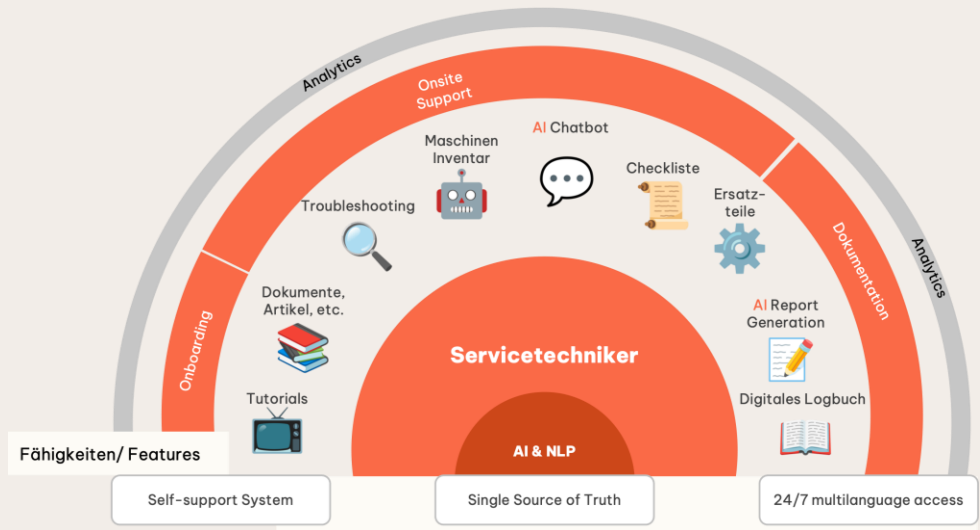 Analytics
Onsite
Support
AI Chatbot
Maschinen
Inventar
Checkliste
Troubleshooting
Ersatz-
teile
Dokumentation
Analytics
Dokumente,
Artikel, etc.
AI Report
Generation
Onboarding
Servicetechniker
Tutorials
Digitales Logbuch
AI & NLP
Fähigkeiten/ Features
Self-support System
Single Source of Truth
24/7 multilanguage access